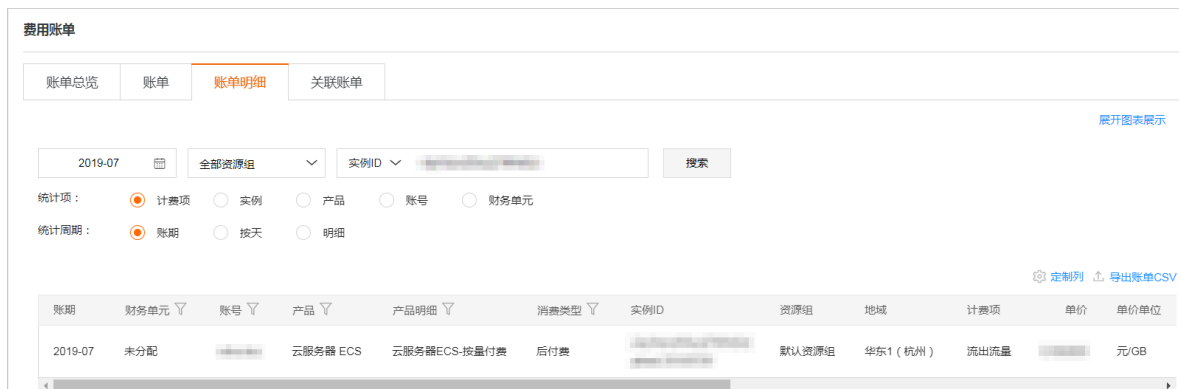 费用账单
账单总览 账单 账单明细 关联账单
展开图表展示
2019-07 全部资源组 实例ID 搜索
统计项： 计费项 实例 产品 账号 财务单元
统计周期： 账期 按天 明细
定制列 导出账单CSV
账期 财务单元 账号 产品 产品明细 消费类型 实例ID 资源组 地域 计费项 单价 单价单位
2019-07 未分配 云服务器 ECS 云服务器ECS-按量付费 后付费 默认资源组 华东1（杭州） 流出流量 元/GB